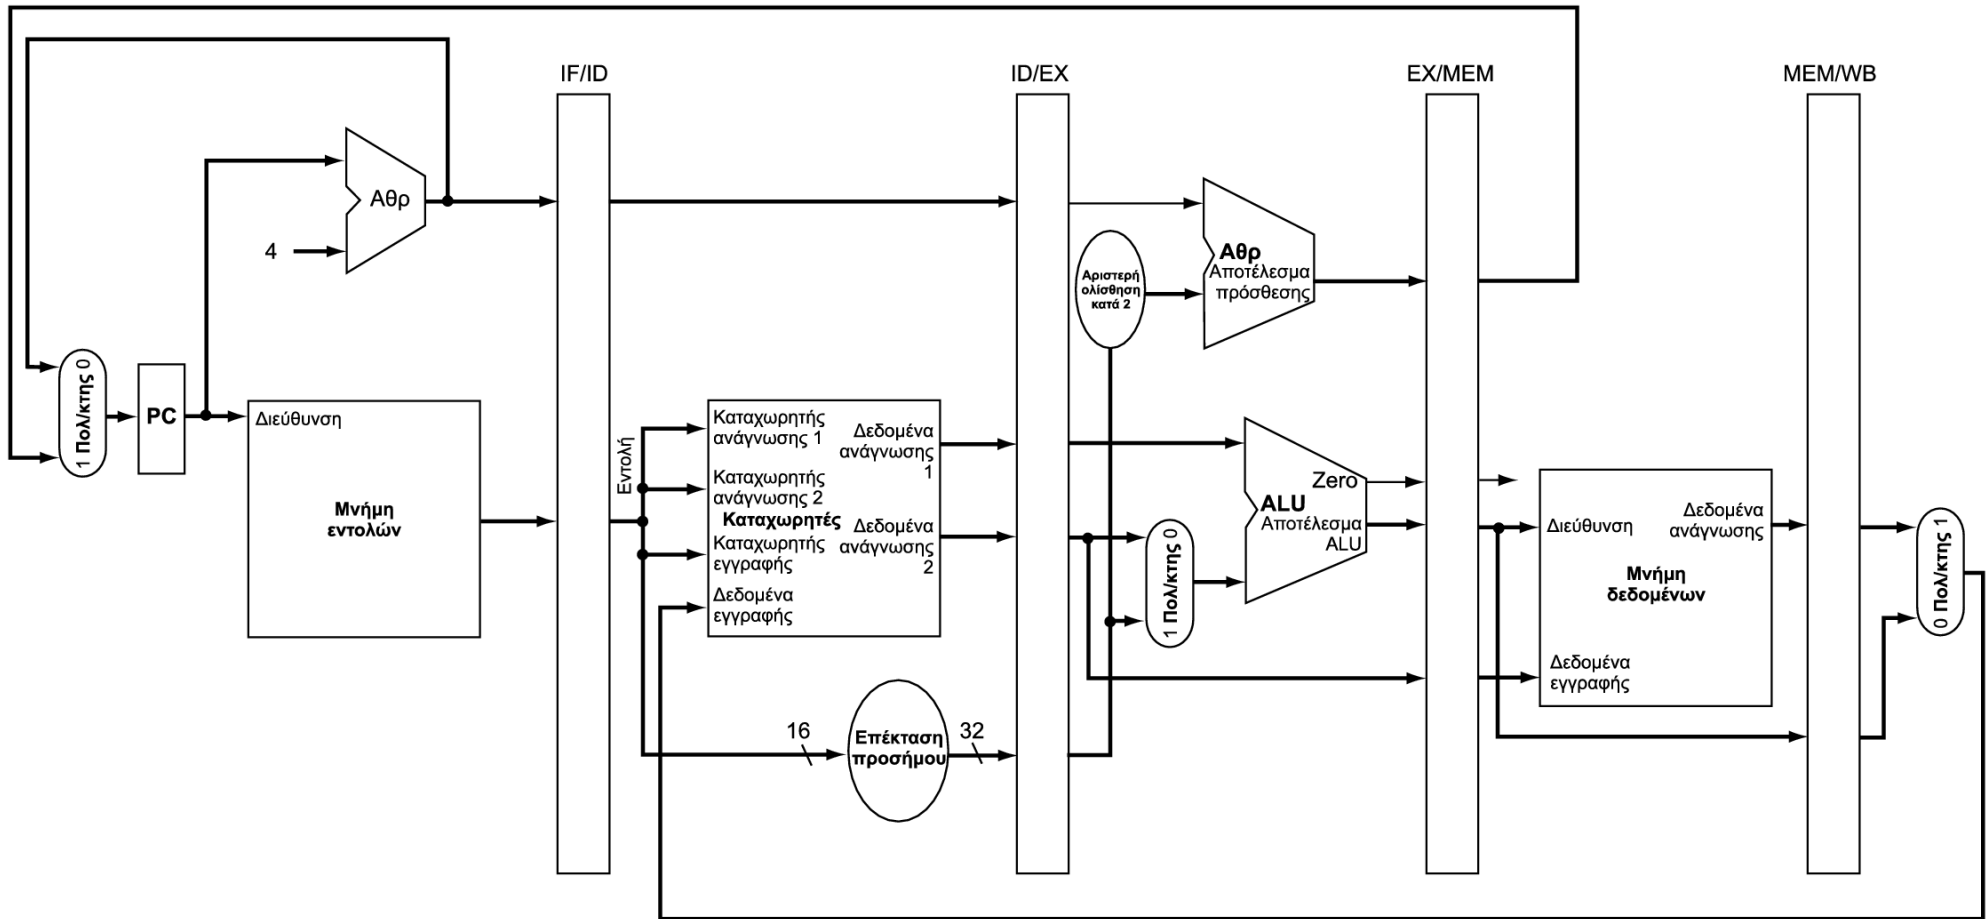 IF/ID
ID/EX
EX/MEM
MEM/WB
Αθρ
4
1 Πολ/κτης 0
PC
Διεύθυνση
Μνήμη
εντολών
Εντολή
Καταχωρητής
ανάγνωσης 1
Καταχωρητής
ανάγνωσης 2
Καταχωρητές
Καταχωρητής
εγγραφής
Δεδομένα
εγγραφής
Δεδομένα
ανάγνωσης
1
Δεδομένα
ανάγνωσης
2
16
Επέκταση
προσήμου
32
Αριστερή
ολίσθηση
κατά 2
Αθρ
Αποτέλεσμα
πρόσθεσης
1 Πολ/κτης 0
Zero
ALU
Αποτέλεσμα
ALU
Διεύθυνση
Δεδομένα
ανάγνωσης
Μνήμη
δεδομένων
Δεδομένα
εγγραφής
0 Πολ/κτης 1